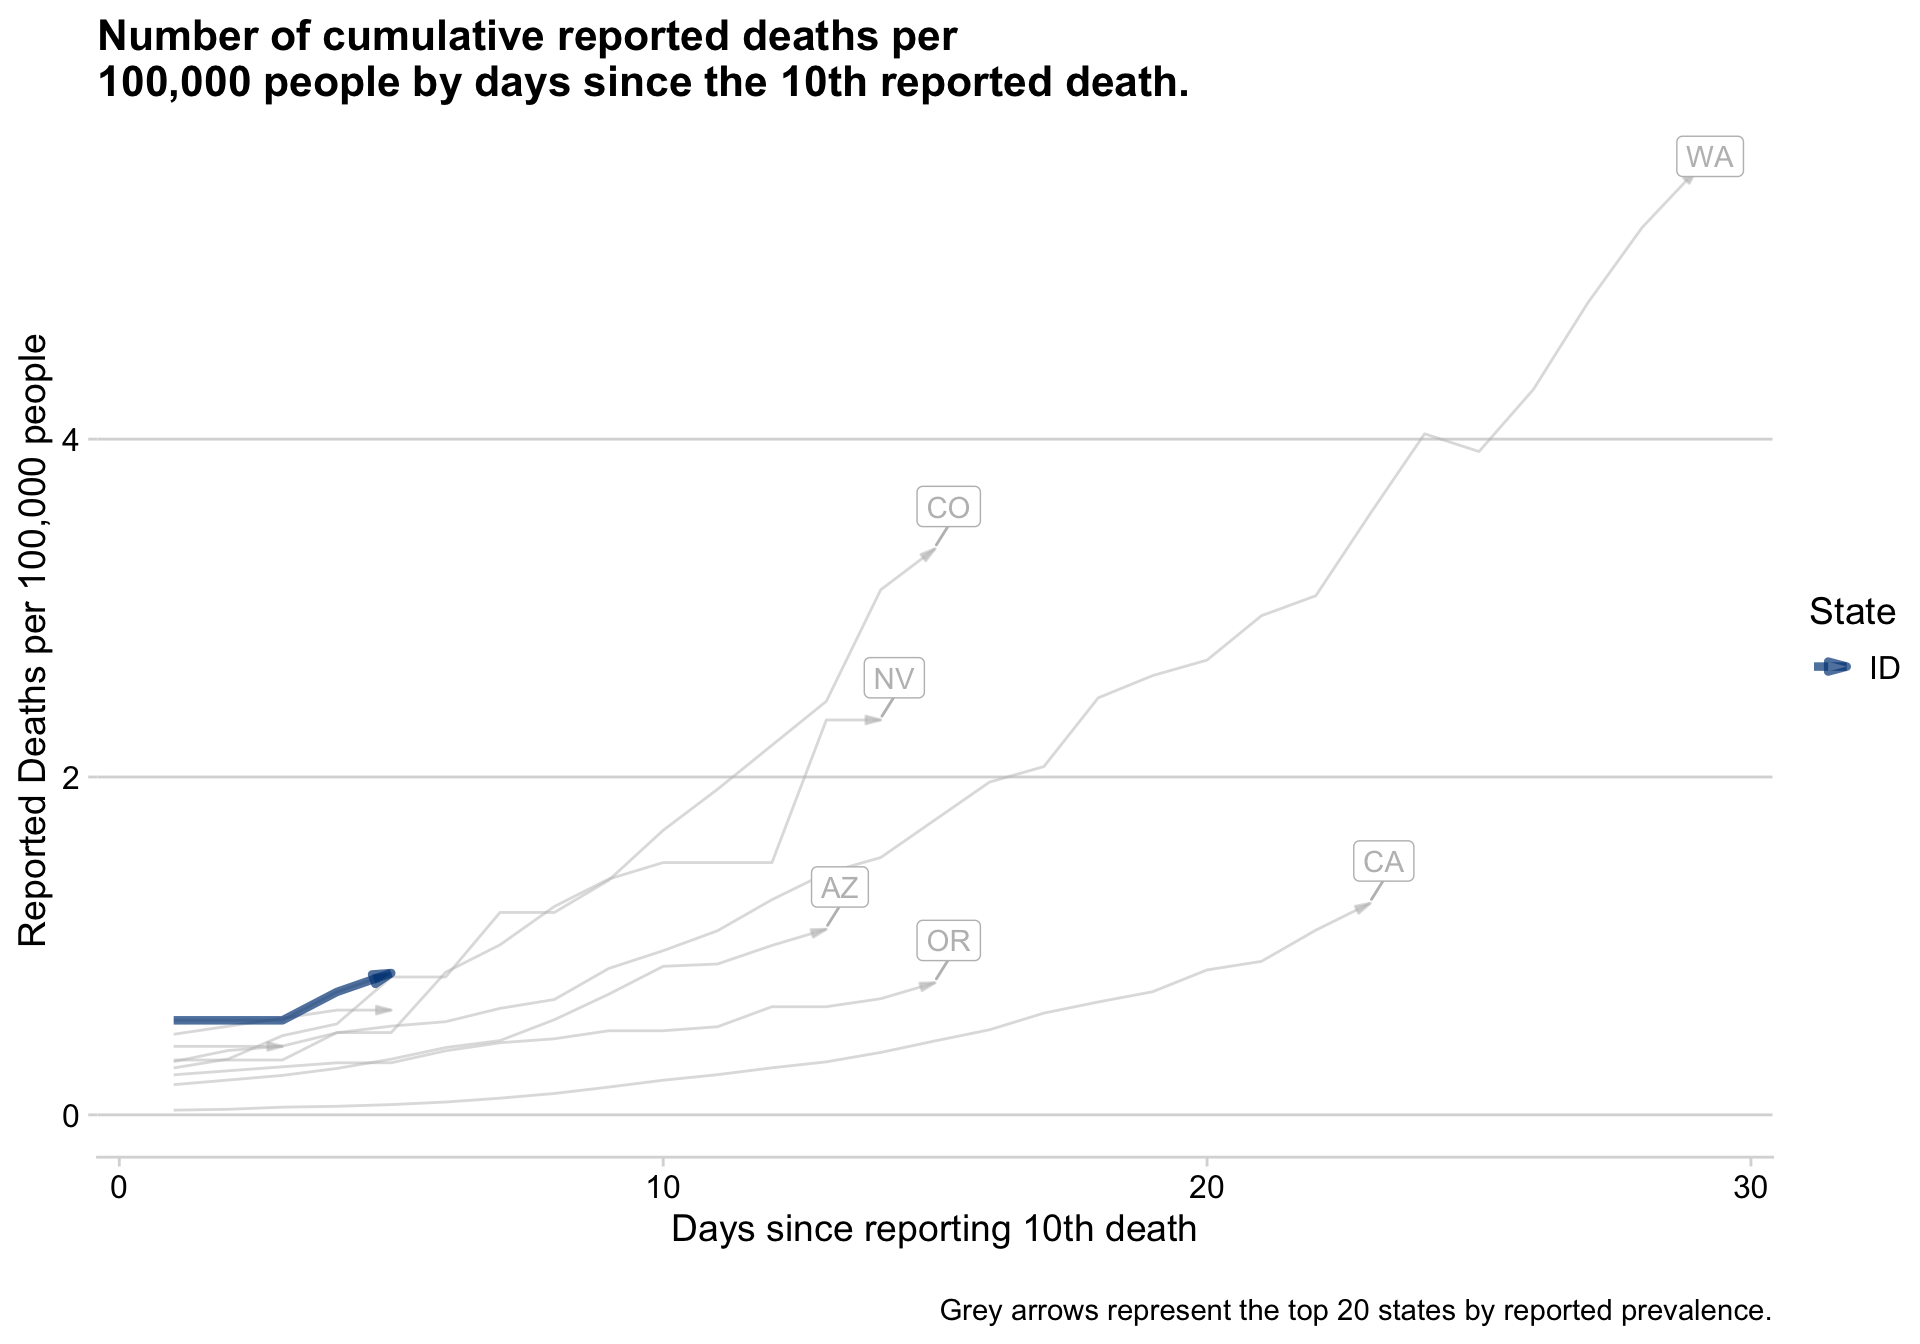 Number of cumulative reported deaths per
100,000 people by days since the 10th reported death.
Reported Deaths per 100,000 people
4
2
0
WA
CO
NV
AZ
OR
CA
State
ID
0 10 20 30
Days since reporting 10th death
Grey arrows represent the top 20 states by reported prevalence.